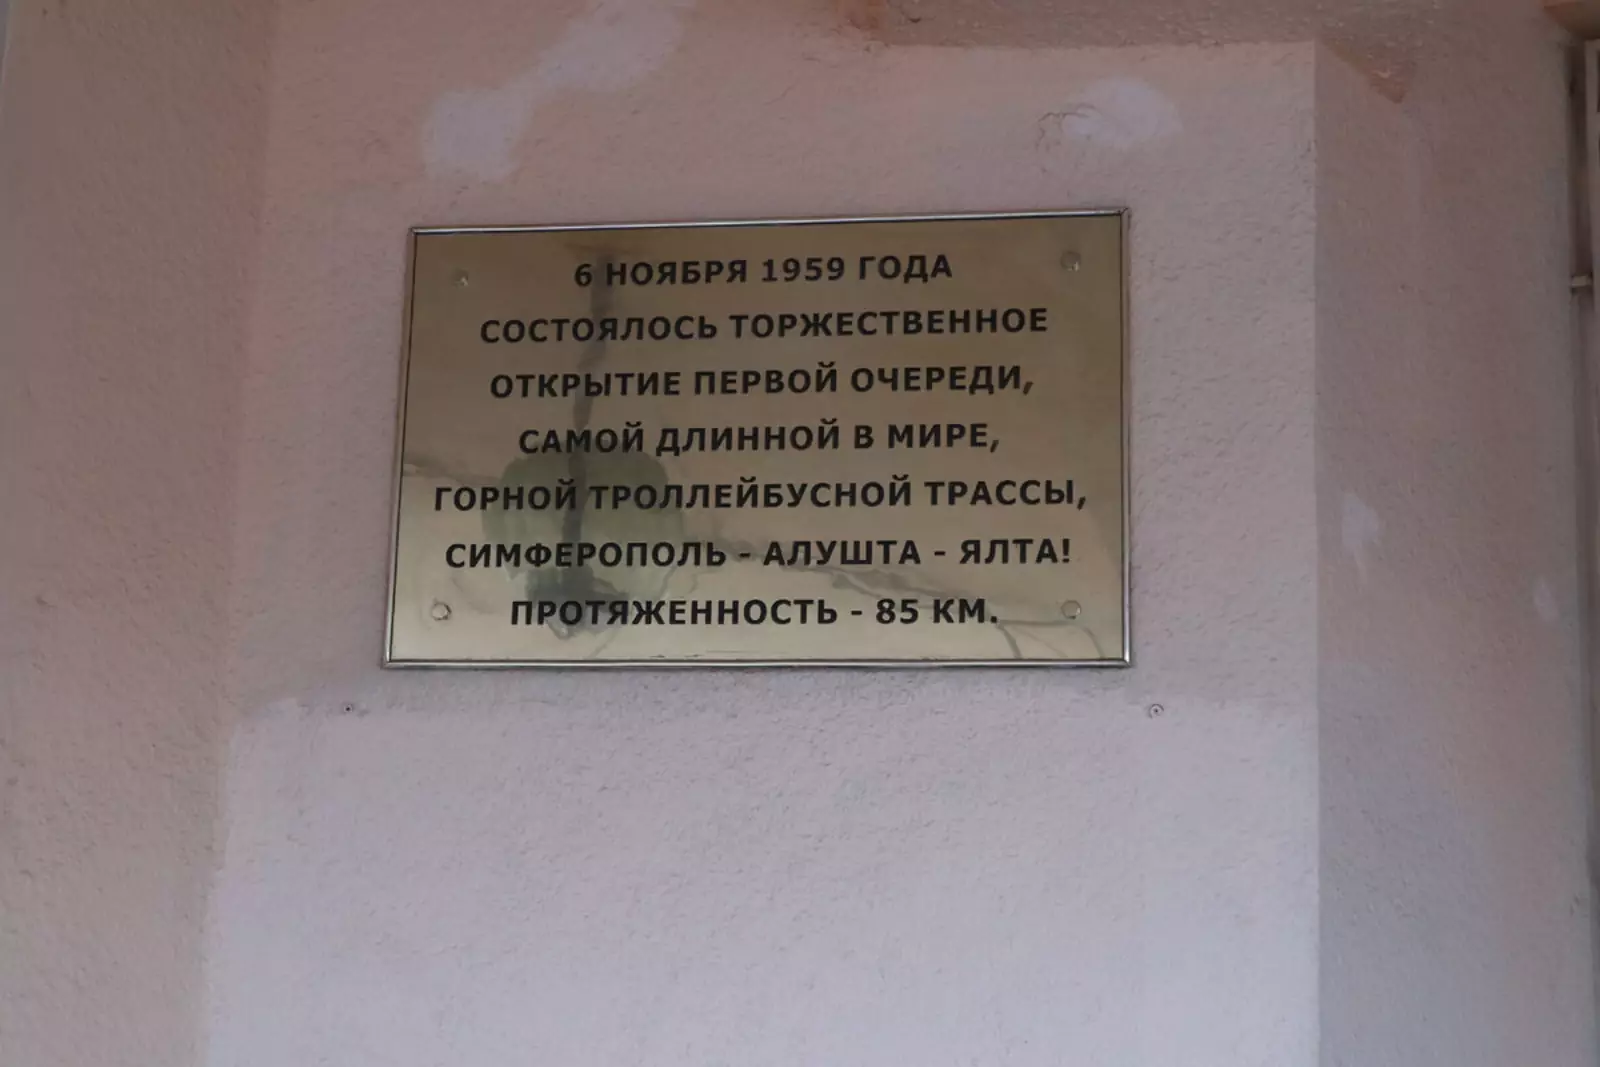 6 НОЯБРЯ 1959 ГОДА
СОСТОЯЛОСЬ ТОРЖЕСТВЕННОЕ
ОТКРЫТИЕ ПЕРВОЙ ОЧЕРЕДИ,
САМОЙ ДЛИННОЙ В МИРЕ,
ГОРНОЙ ТРОЛЛЕЙБУСНОЙ ТРАССЫ,
СИМФЕРОПОЛЬ - АЛУШТА - ЯЛТА!
ПРОТЯЖЕННОСТЬ - 85 КМ.